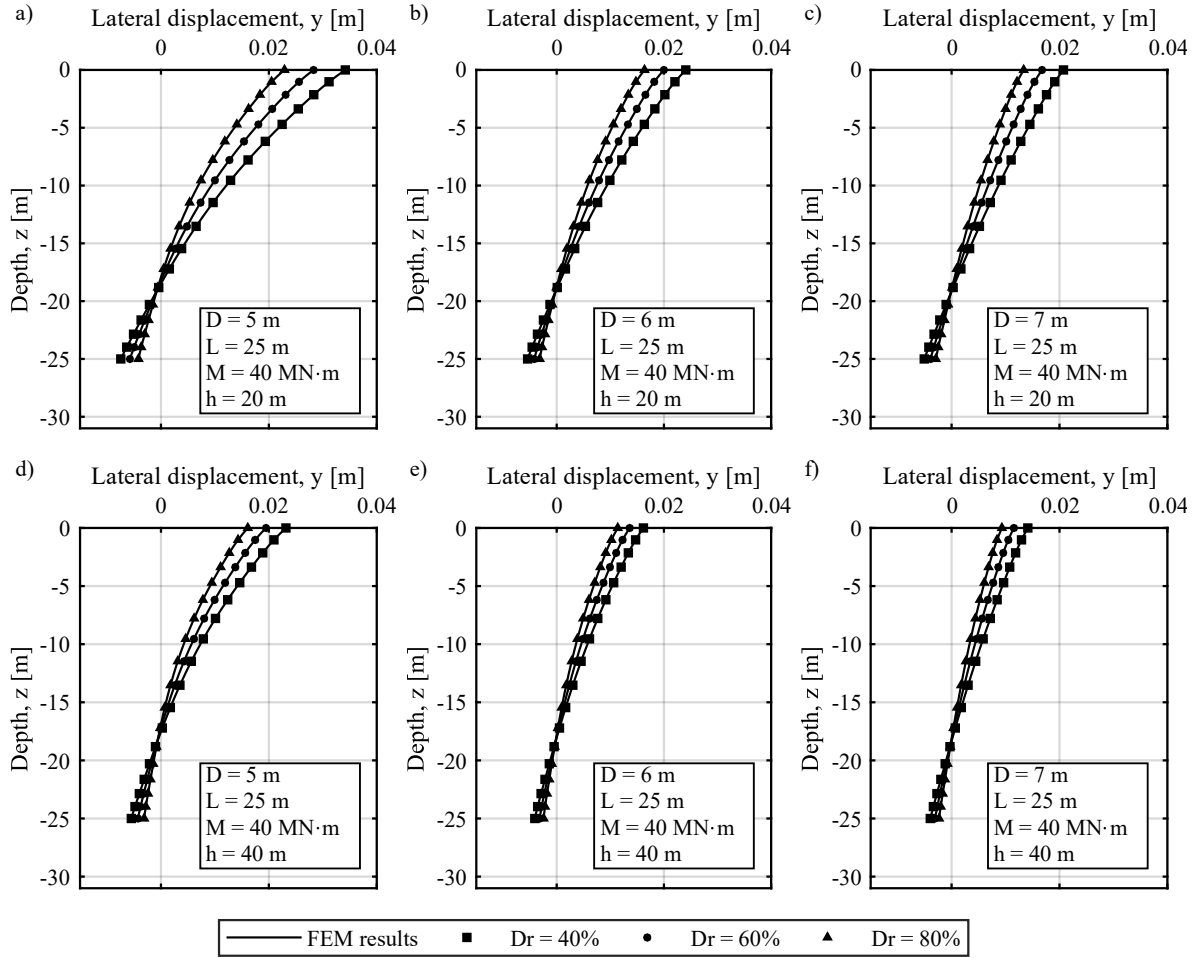 a)
Lateral displacement, y [m]
0 0.02 0.04
0
-5
-10
-15
-20
-25
-30
Depth, z [m]
D = 5 m
L = 25 m
M = 40 MN·m
h = 20 m
b)
Lateral displacement, y [m]
0 0.02 0.04
0
-5
-10
-15
-20
-25
-30
Depth, z [m]
D = 6 m
L = 25 m
M = 40 MN·m
h = 20 m
c)
Lateral displacement, y [m]
0 0.02 0.04
0
-5
-10
-15
-20
-25
-30
Depth, z [m]
D = 7 m
L = 25 m
M = 40 MN·m
h = 20 m
d)
Lateral displacement, y [m]
0 0.02 0.04
0
-5
-10
-15
-20
-25
-30
Depth, z [m]
D = 5 m
L = 25 m
M = 40 MN·m
h = 40 m
e)
Lateral displacement, y [m]
0 0.02 0.04
0
-5
-10
-15
-20
-25
-30
Depth, z [m]
D = 6 m
L = 25 m
M = 40 MN·m
h = 40 m
f)
Lateral displacement, y [m]
0 0.02 0.04
0
-5
-10
-15
-20
-25
-30
Depth, z [m]
D = 7 m
L = 25 m
M = 40 MN·m
h = 40 m
FEM results Dr = 40% Dr = 60% Dr = 80%